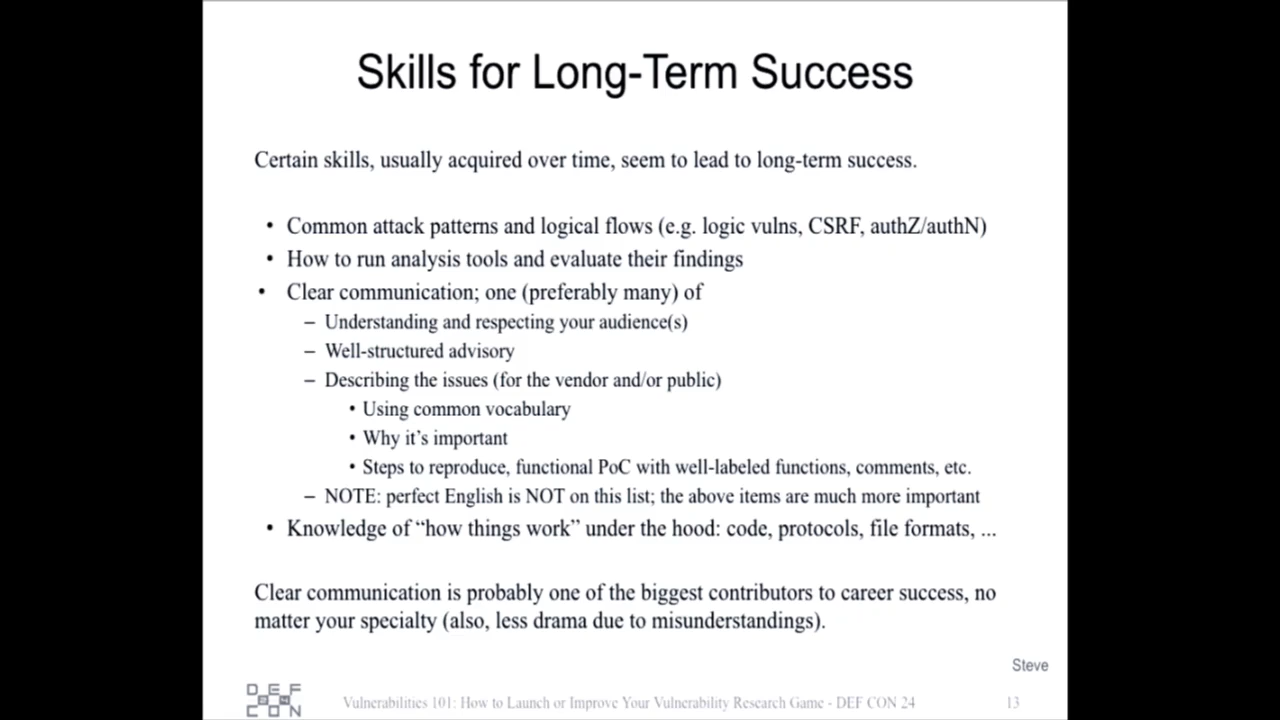 Skills for Long-Term Success
Certain skills, usually acquired over time, seem to lead to long-term success.
• Common attack patterns and logical flows (e.g. logic vulns, CSRF, authZ/authN)
• How to run analysis tools and evaluate their findings
• Clear communication; one (preferably many) of
– Understanding and respecting your audience(s)
– Well-structured advisory
– Describing the issues (for the vendor and/or public)
• Using common vocabulary
• Why it’s important
• Steps to reproduce, functional PoC with well-labeled functions, comments, etc.
– NOTE: perfect English is NOT on this list; the above items are much more important
• Knowledge of “how things work” under the hood: code, protocols, file formats, ...
Clear communication is probably one of the biggest contributors to career success, no
matter your specialty (also, less drama due to misunderstandings).
Steve
DEF
CON
Vulnerabilities 101: How to Launch or Improve Your Vulnerability Research Game - DEF CON 24
13